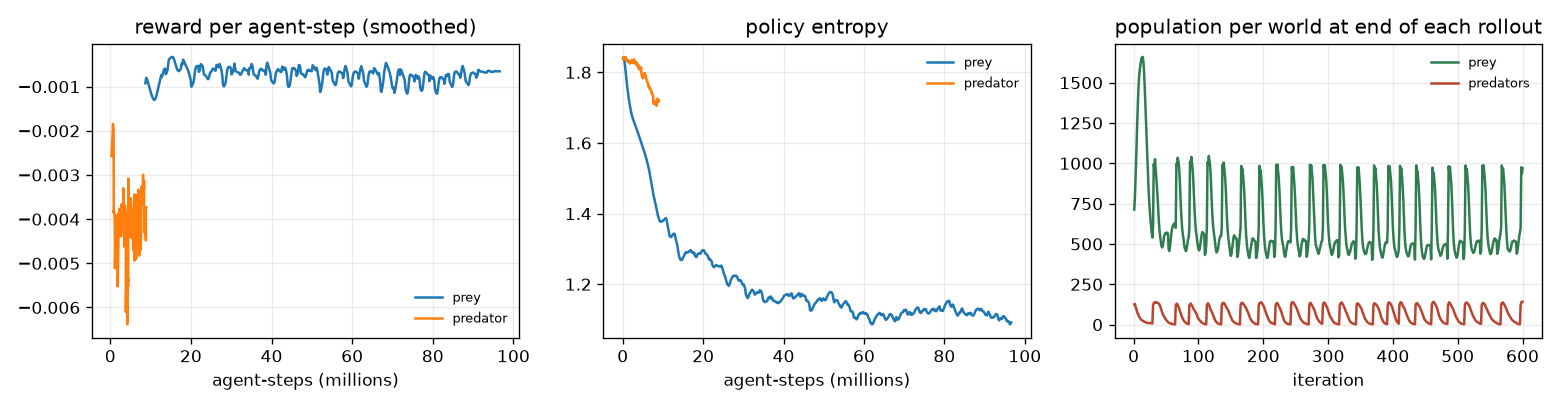 reward per agent-step (smoothed)
−0.001
−0.002
−0.003
−0.004
−0.005
−0.006
prey
predator
0 20 40 60 80 100
agent-steps (millions)
policy entropy
1.8
1.6
1.4
1.2
prey
predator
0 20 40 60 80 100
agent-steps (millions)
population per world at end of each rollout
1500
1250
1000
750
500
250
0
prey
predators
0 100 200 300 400 500 600
iteration